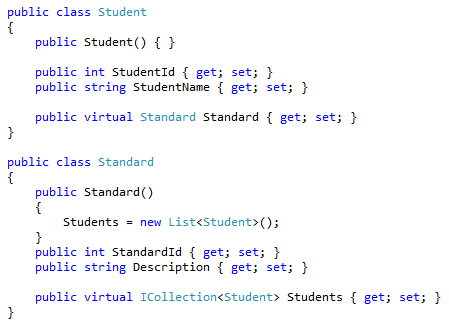 public class Student
{
    public Student() { }

    public int StudentId { get; set; }
    public string StudentName { get; set; }

    public virtual Standard Standard { get; set; }
}

public class Standard
{
    public Standard()
    {
        Students = new List<Student>();
    }
    public int StandardId { get; set; }
    public string Description { get; set; }

    public virtual ICollection<Student> Students { get; set; }
}